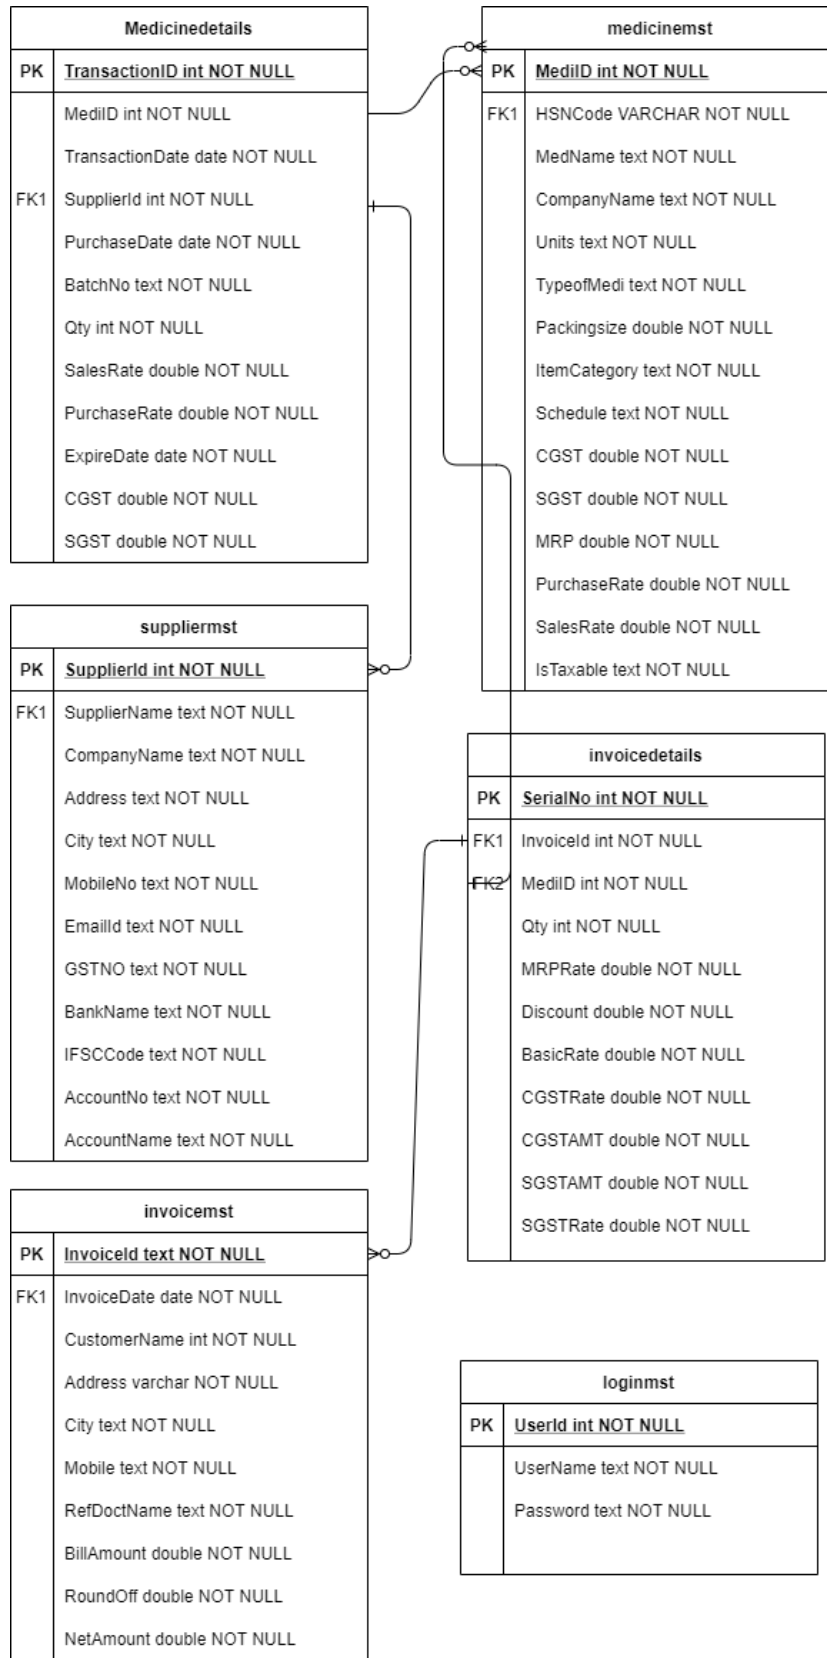 Medicinedetails
PK TransactionID int NOT NULL
MediID int NOT NULL
TransactionDate date NOT NULL
FK1 SupplierId int NOT NULL
PurchaseDate date NOT NULL
BatchNo text NOT NULL
Qty int NOT NULL
SalesRate double NOT NULL
PurchaseRate double NOT NULL
ExpireDate date NOT NULL
CGST double NOT NULL
SGST double NOT NULL
medicinemst
PK MediID int NOT NULL
FK1 HSNCode VARCHAR NOT NULL
MedName text NOT NULL
CompanyName text NOT NULL
Units text NOT NULL
TypeofMedi text NOT NULL
Packingsize double NOT NULL
ItemCategory text NOT NULL
Schedule text NOT NULL
CGST double NOT NULL
SGST double NOT NULL
MRP double NOT NULL
PurchaseRate double NOT NULL
SalesRate double NOT NULL
IsTaxable text NOT NULL
suppliermst
PK SupplierId int NOT NULL
FK1 SupplierName text NOT NULL
CompanyName text NOT NULL
Address text NOT NULL
City text NOT NULL
MobileNo text NOT NULL
EmailId text NOT NULL
GSTNO text NOT NULL
BankName text NOT NULL
IFSCCode text NOT NULL
AccountNo text NOT NULL
AccountName text NOT NULL
invoicedetails
PK SerialNo int NOT NULL
FK1 InvoiceId int NOT NULL
FK2 MediID int NOT NULL
Qty int NOT NULL
MRPRate double NOT NULL
Discount double NOT NULL
BasicRate double NOT NULL
CGSTRate double NOT NULL
CGSTAMT double NOT NULL
SGSTAMT double NOT NULL
SGSTRate double NOT NULL
invoicemst
PK InvoiceId text NOT NULL
FK1 InvoiceDate date NOT NULL
CustomerName int NOT NULL
Address varchar NOT NULL
City text NOT NULL
Mobile text NOT NULL
RefDoctName text NOT NULL
BillAmount double NOT NULL
RoundOff double NOT NULL
NetAmount double NOT NULL
loginmst
PK UserId int NOT NULL
UserName text NOT NULL
Password text NOT NULL